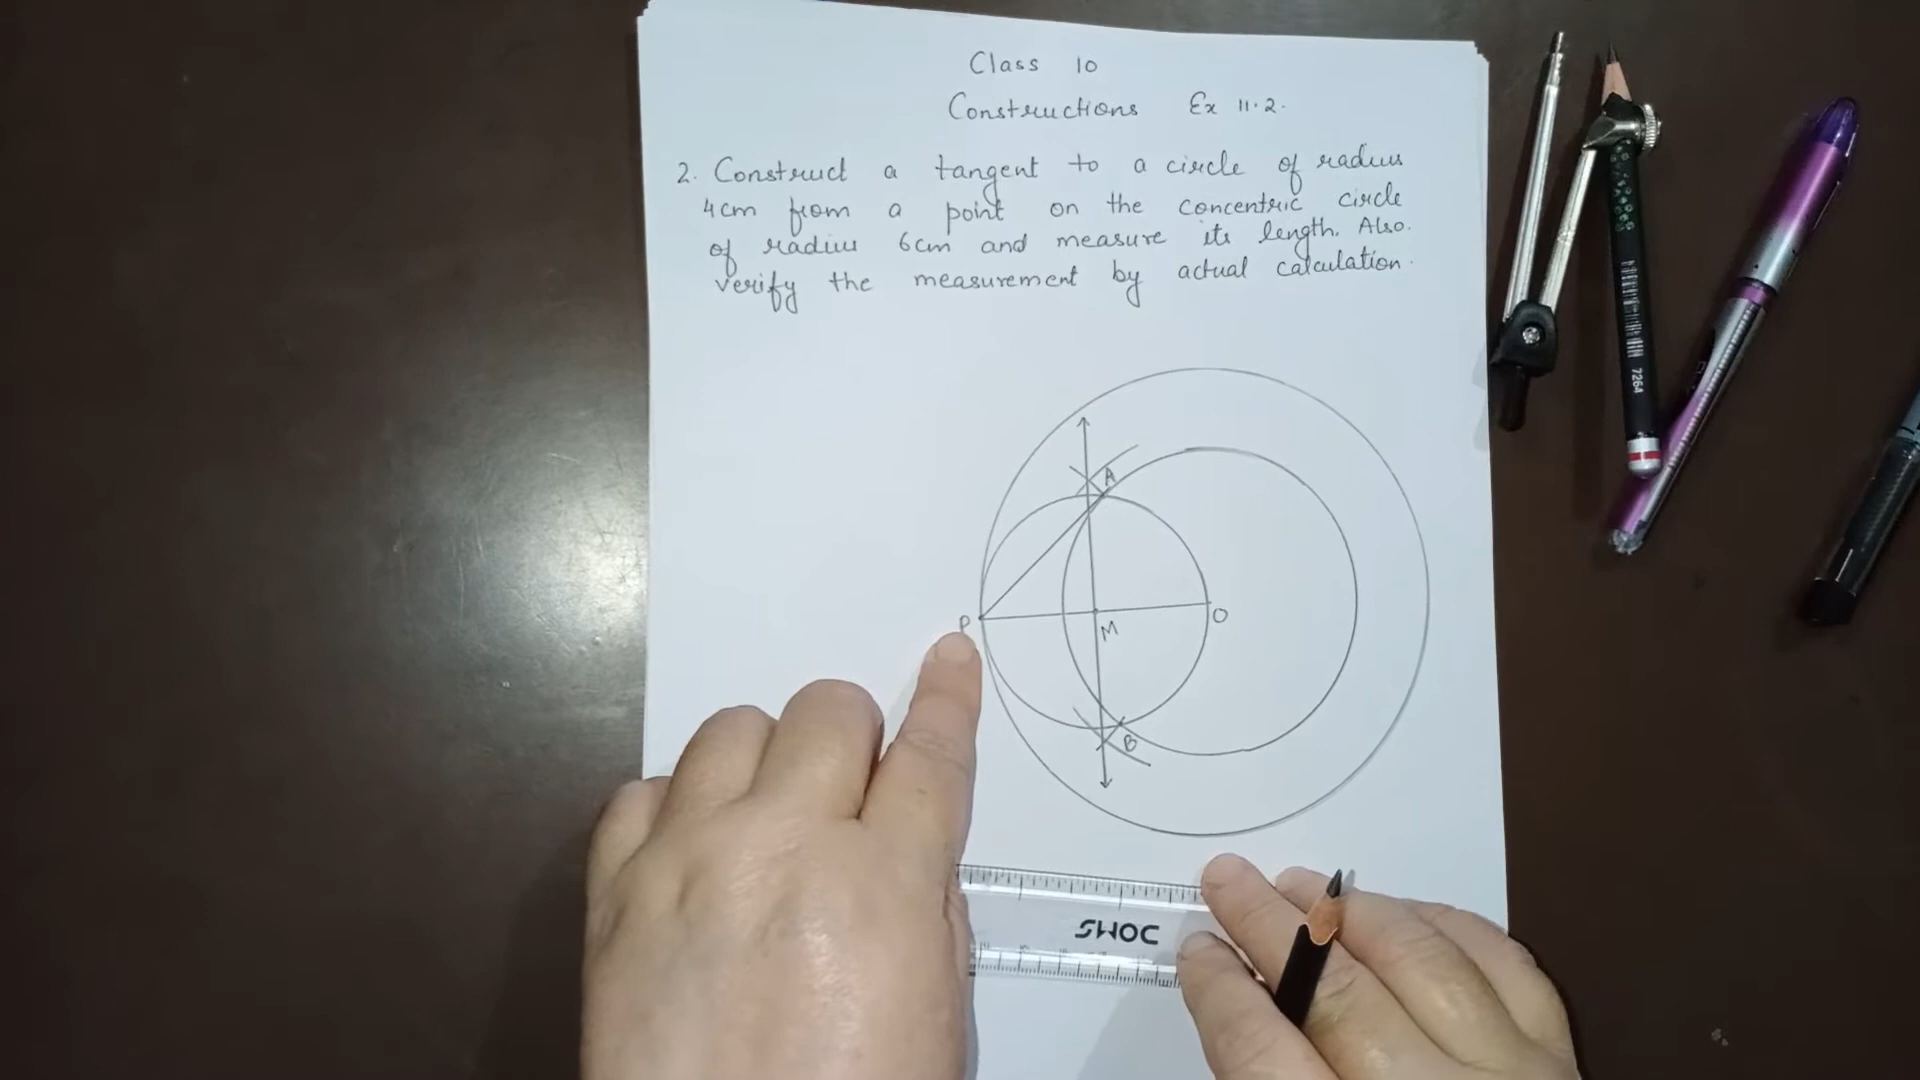 Class 10
Constructions Ex 11.2.
2. Construct a tangent to a circle of radius
4cm from a point on the concentric circle
of radius 6cm and measure its length. Also.
verify the measurement by actual calculation.
A
P
M
O
B
DOMS
7264